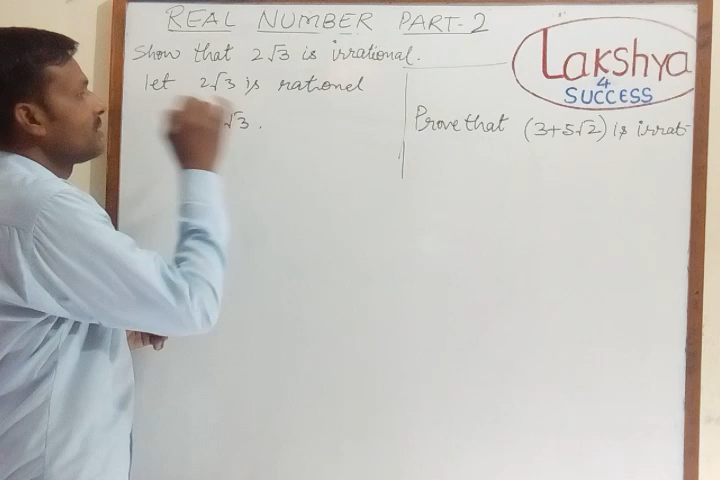 REAL NUMBER PART-2
Show that 2√3 is irrational.
let 2√3 is rational
√3.
Lakshya
4
SUCCESS
Prove that (3+5√2) is irrati